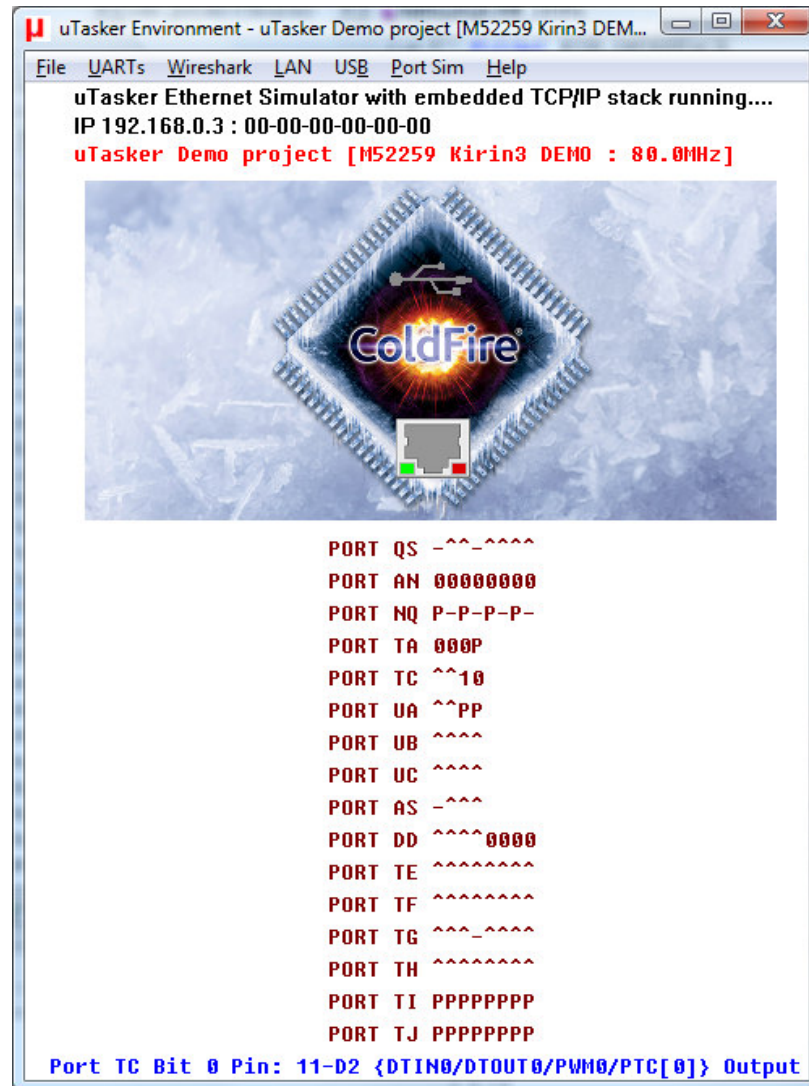 µ uTasker Environment - uTasker Demo project [M52259 Kirin3 DEM...
File UARTs Wireshark LAN USB Port Sim Help
uTasker Ethernet Simulator with embedded TCP/IP stack running....
IP 192.168.0.3 : 00-00-00-00-00-00
uTasker Demo project [M52259 Kirin3 DEMO : 80.0MHz]
ColdFire®
PORT QS -^^-^^^^
PORT AN 00000000
PORT NQ P-P-P-P-
PORT TA 000P
PORT TC ^^10
PORT UA ^^PP
PORT UB ^^^^
PORT UC ^^^^
PORT AS -^^^
PORT DD ^^^^0000
PORT TE ^^^^^^^^
PORT TF ^^^^^^^^
PORT TG ^^^-^^^^
PORT TH ^^^^^^^^
PORT TI PPPPPPPP
PORT TJ PPPPPPPP
Port TC Bit 0 Pin: 11-D2 {DTIN0/DTOUT0/PWM0/PTC[0]} Output